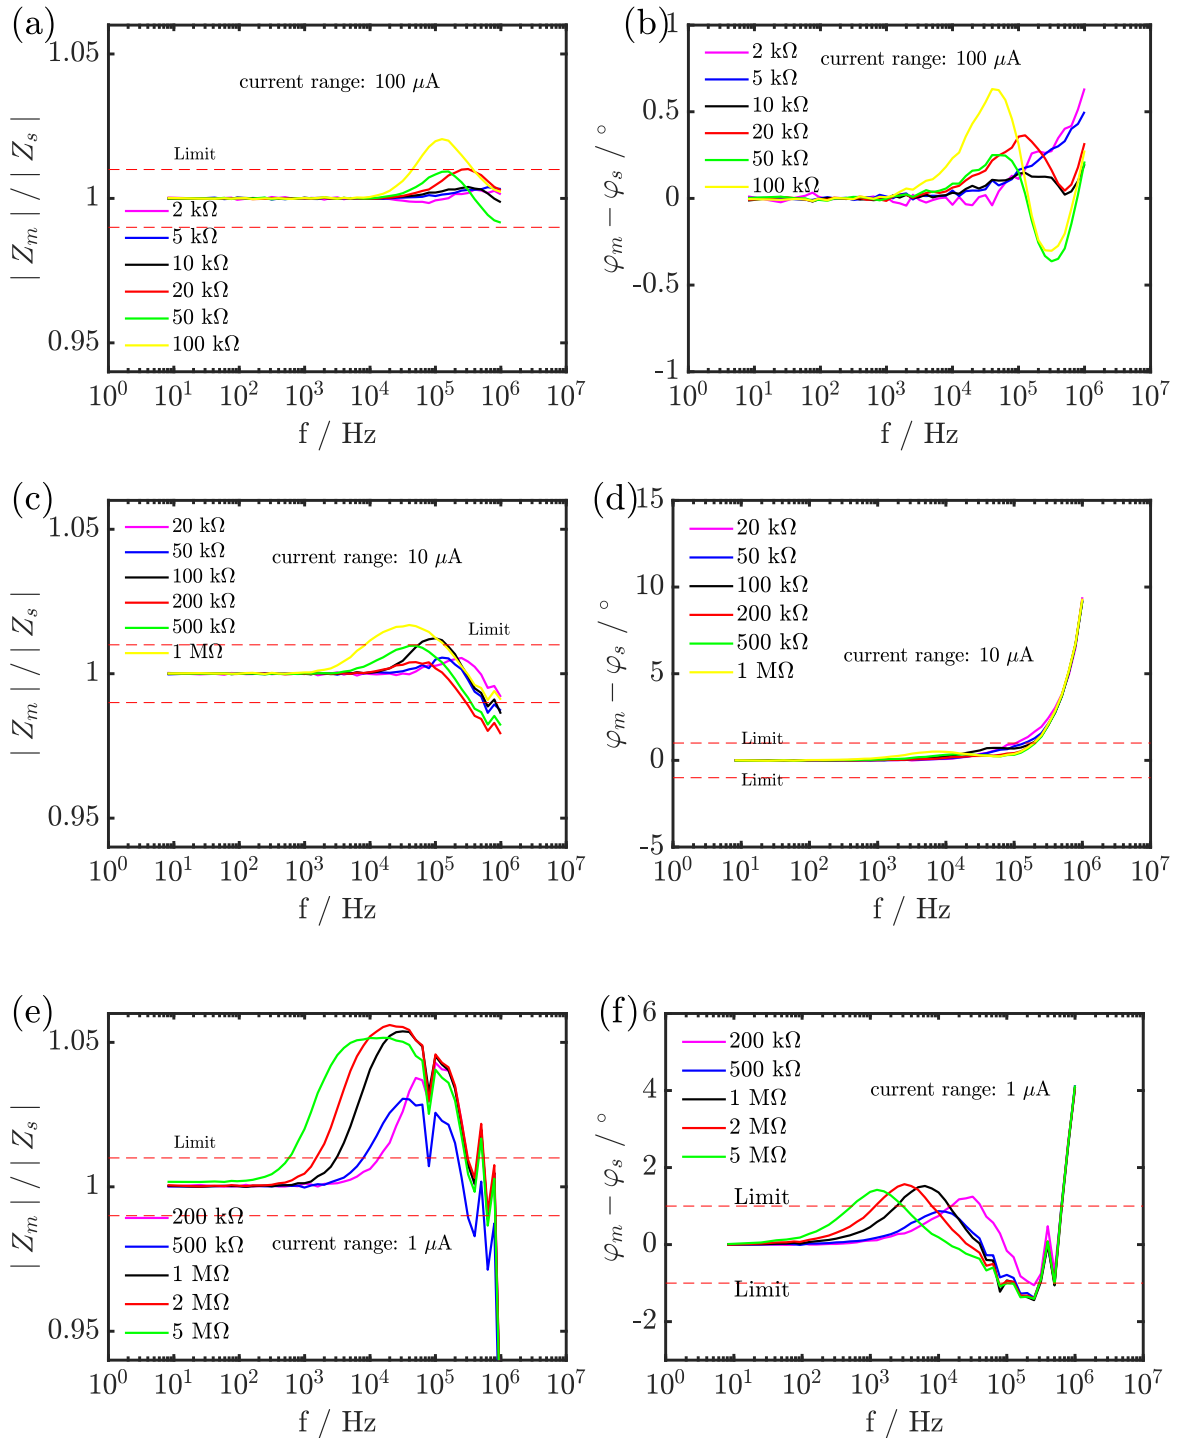 (a)
1.05
1
0.95
| Z_m | / | Z_s |
current range: 100 μA
Limit
2 kΩ
5 kΩ
10 kΩ
20 kΩ
50 kΩ
100 kΩ
10^0 10^1 10^2 10^3 10^4 10^5 10^6 10^7
f / Hz
(b)
1
0.5
0
-0.5
-1
φ_m − φ_s / °
2 kΩ
5 kΩ
10 kΩ
20 kΩ
50 kΩ
100 kΩ
current range: 100 μA
10^0 10^1 10^2 10^3 10^4 10^5 10^6 10^7
f / Hz
(c)
1.05
1
0.95
| Z_m | / | Z_s |
20 kΩ
50 kΩ
100 kΩ
200 kΩ
500 kΩ
1 MΩ
current range: 10 μA
Limit
10^0 10^1 10^2 10^3 10^4 10^5 10^6 10^7
f / Hz
(d)
15
10
5
0
-5
φ_m − φ_s / °
20 kΩ
50 kΩ
100 kΩ
200 kΩ
500 kΩ
1 MΩ
current range: 10 μA
Limit
Limit
10^0 10^1 10^2 10^3 10^4 10^5 10^6 10^7
f / Hz
(e)
1.05
1
0.95
| Z_m | / | Z_s |
Limit
200 kΩ
500 kΩ
1 MΩ
2 MΩ
5 MΩ
current range: 1 μA
10^0 10^1 10^2 10^3 10^4 10^5 10^6 10^7
f / Hz
(f)
6
4
2
0
-2
φ_m − φ_s / °
200 kΩ
500 kΩ
1 MΩ
2 MΩ
5 MΩ
current range: 1 μA
Limit
Limit
10^0 10^1 10^2 10^3 10^4 10^5 10^6 10^7
f / Hz